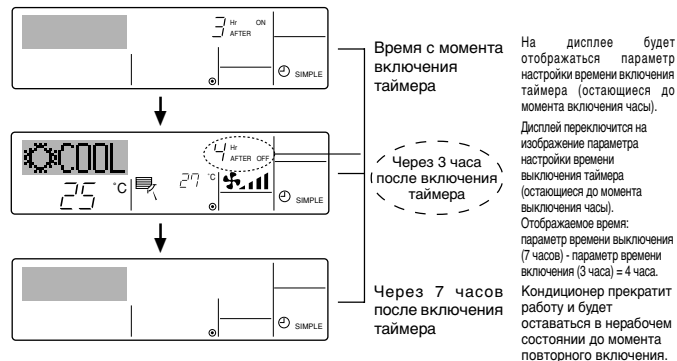 3 Hr ON
AFTER
SIMPLE
Время с момента
включения
таймера
На дисплее будет
отображаться параметр
настройки времени включения
таймера (остающиеся до
момента включения часы).
COOL
4 Hr
AFTER OFF
25 °C
27 °C
SIMPLE
Через 3 часа
после включения
таймера
Дисплей переключится на
изображение параметра
настройки времени
выключения таймера
(остающиеся до момента
выключения часы).
Отображаемое время:
параметр времени выключения
(7 часов) - параметр времени
включения (3 часа) = 4 часа.
SIMPLE
Через 7 часов
после включения
таймера
Кондиционер прекратит
работу и будет
оставаться в нерабочем
состоянии до момента
повторного включения.